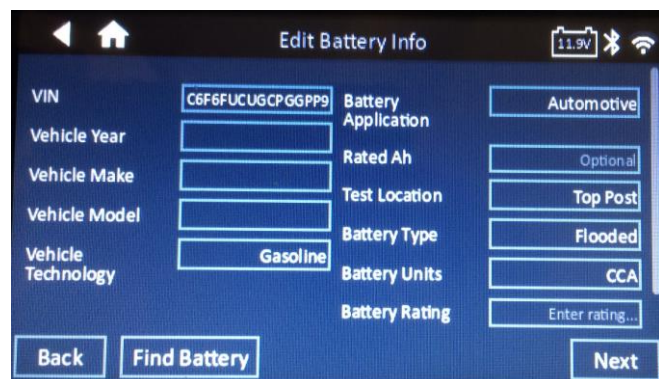 Edit Battery Info
11.9V
VIN
C6F6FUCUGCPGGPP9
Vehicle Year
Vehicle Make
Vehicle Model
Vehicle
Technology
Gasoline
Battery
Application
Automotive
Rated Ah
Optional
Test Location
Top Post
Battery Type
Flooded
Battery Units
CCA
Battery Rating
Enter rating...
Back
Find Battery
Next